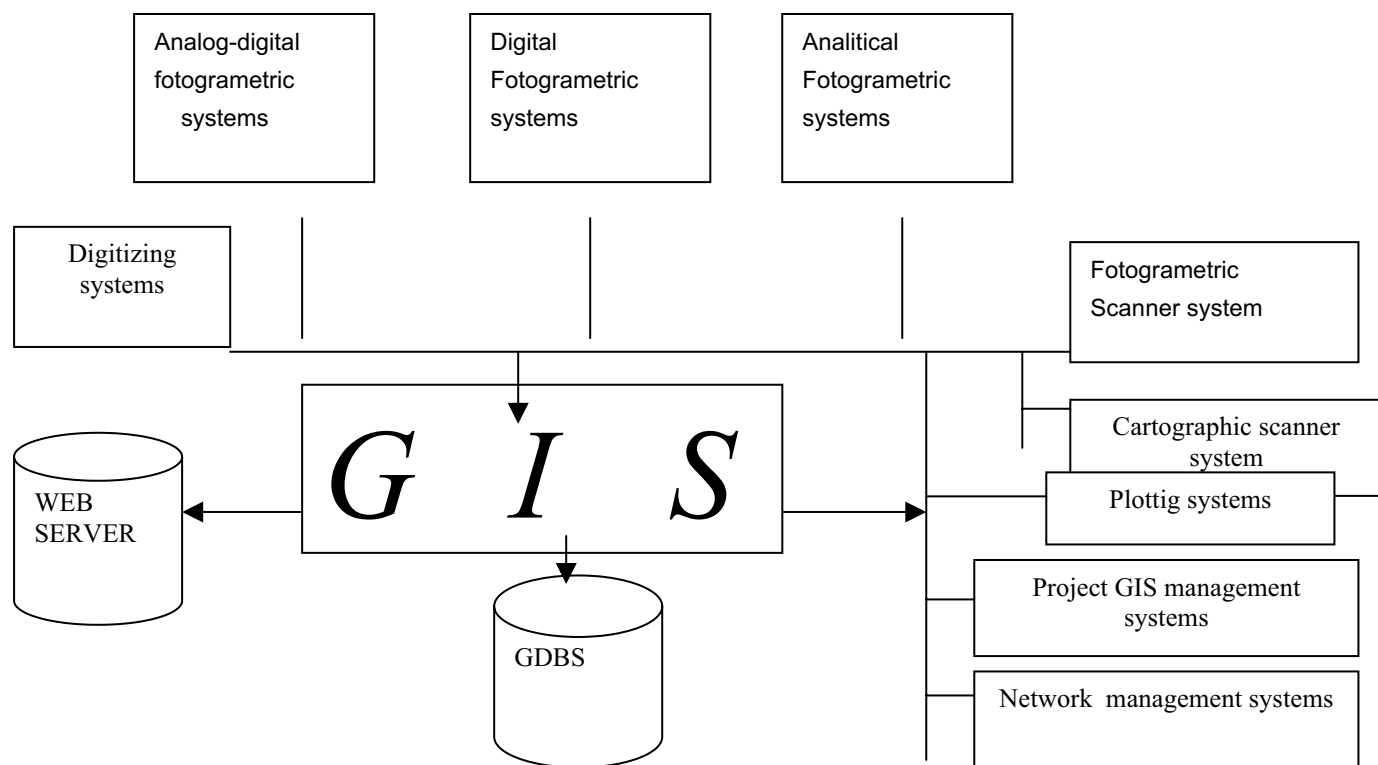 Analog-digital
fotogrametric
systems
Digital
Fotogrametric
systems
Analitical
Fotogrametric
systems
Digitizing
systems
Fotogrametric
Scanner system
G I S
Cartographic scanner
system
WEB
SERVER
Plottig systems
Project GIS management
systems
GDBS
Network management systems